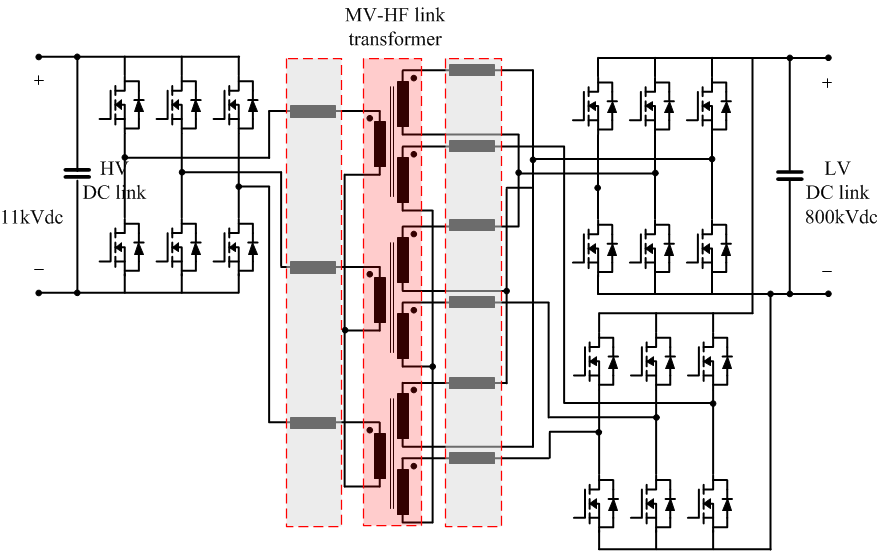 MV-HF link
transformer
+
HV
DC link
11kVdc
−
+
LV
DC link
800kVdc
−